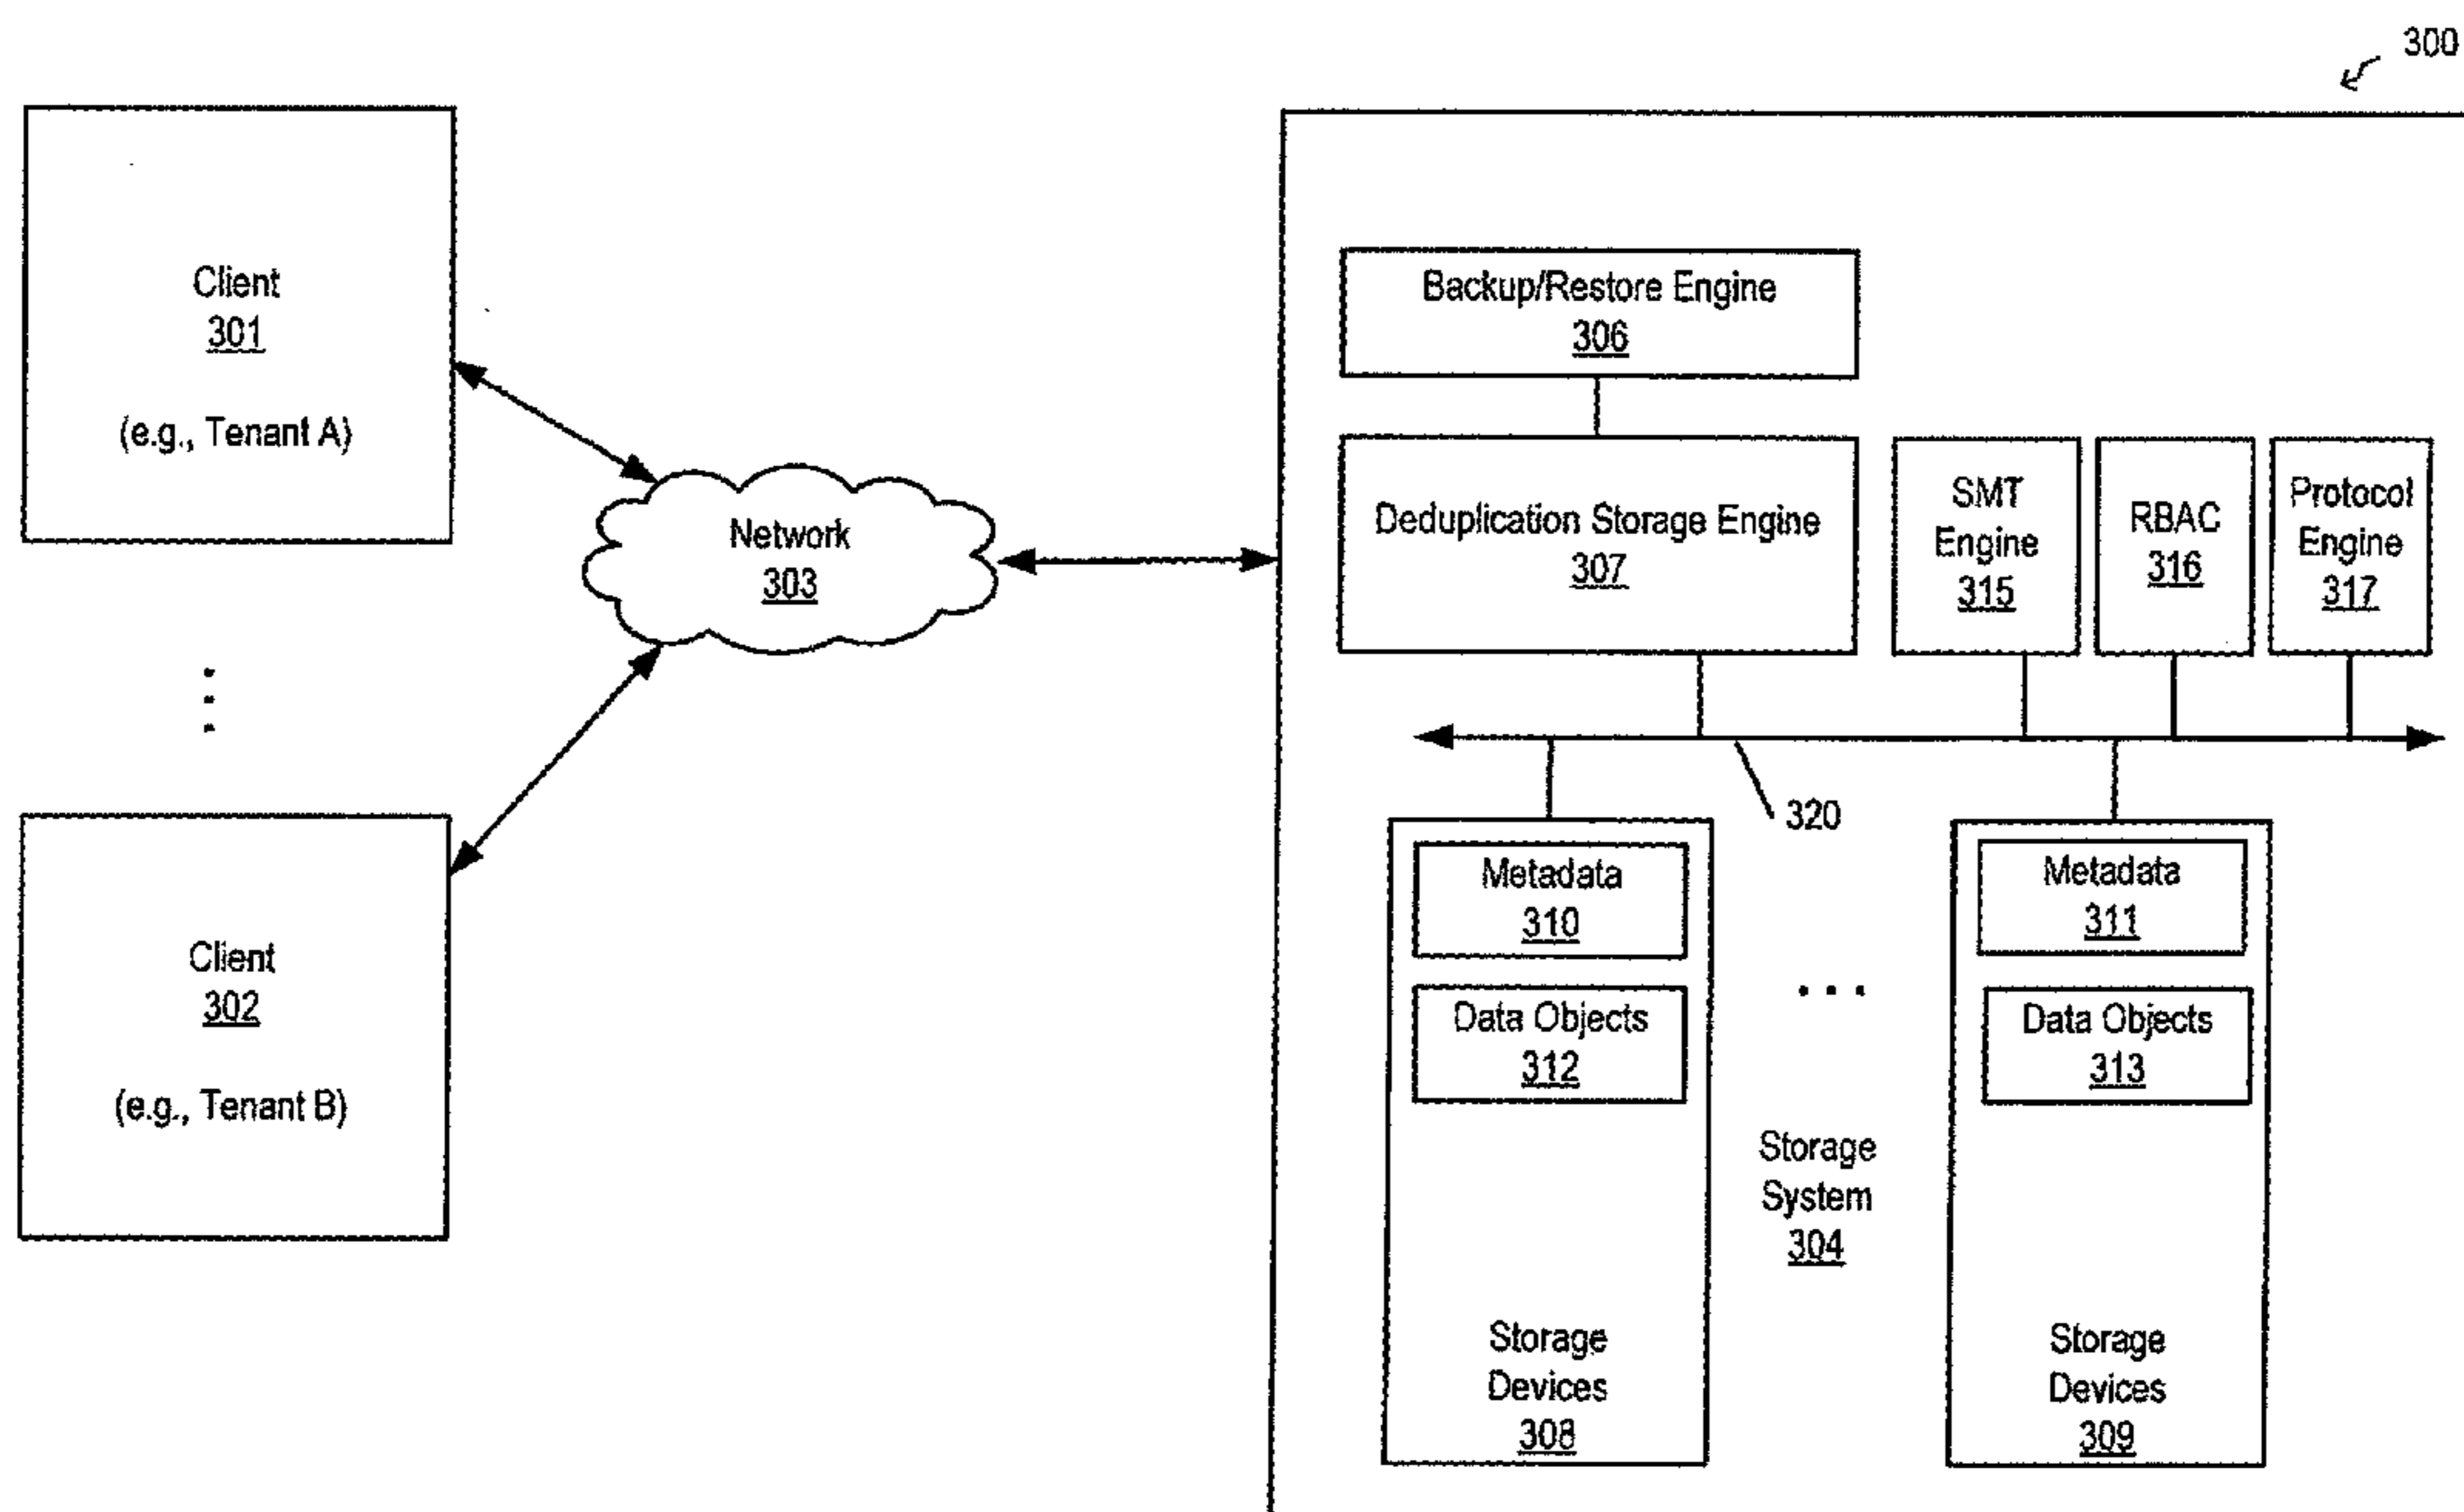 300
Client
301
(e.g., Tenant A)
Network
303
Client
302
(e.g., Tenant B)
Backup/Restore Engine
306
Deduplication Storage Engine
307
SMT
Engine
315
RBAC
316
Protocol
Engine
317
320
Metadata
310
Data Objects
312
Storage
Devices
308
Storage
System
304
Metadata
311
Data Objects
313
Storage
Devices
309